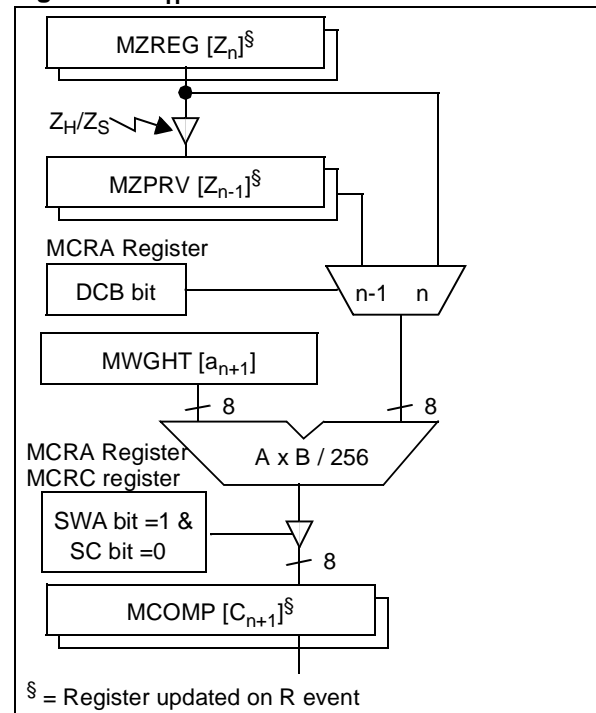 MZREG [Zn]§
ZH/ZS
MZPRV [Zn-1]§
MCRA Register
DCB bit
n-1 n
MWGHT [an+1]
8 8
A x B / 256
MCRA Register
MCRC register
SWA bit =1 &
SC bit =0
8
MCOMP [Cn+1]§
§ = Register updated on R event